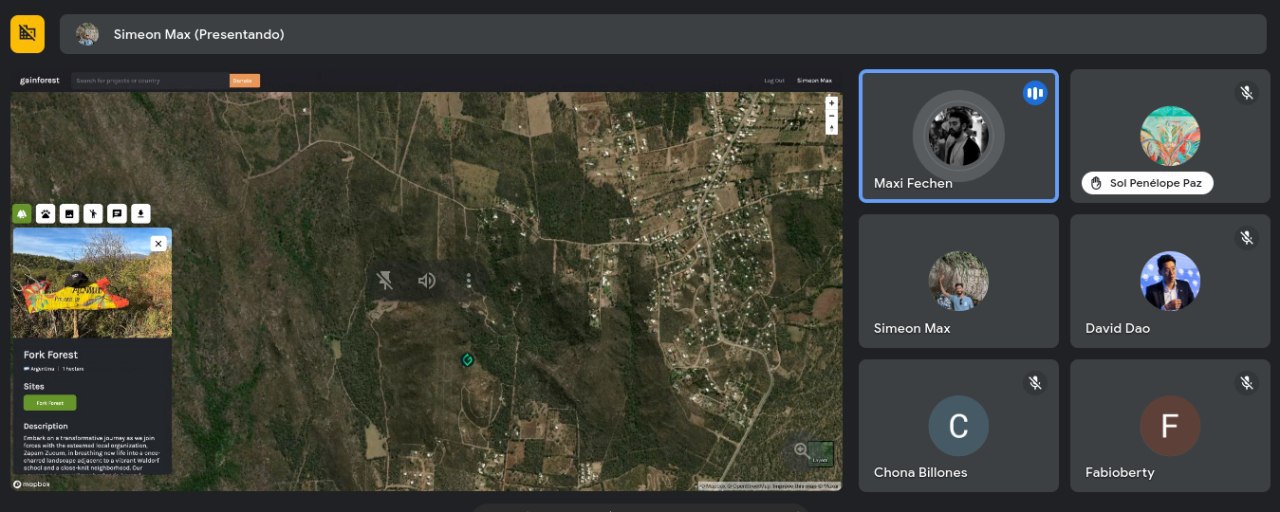 Simeon Max (Presentando)
gainforest
Search for projects or country
Donate
Log Out
Simeon Max
Fork Forest
Argentina | 1 hectare
Sites
Fork Forest
Description
Embark on a transformative journey as we join
forces with the esteemed local organization,
Zapam Zucum, in breathing new life into a once-
charred landscape adjacent to a vibrant Waldorf
school and a close-knit neighborhood. Our
mapbox
Layers
© Mapbox © OpenStreetMap Improve this map © Maxar
Maxi Fechen
Sol Penélope Paz
Simeon Max
David Dao
C
Chona Billones
F
Fabioberty